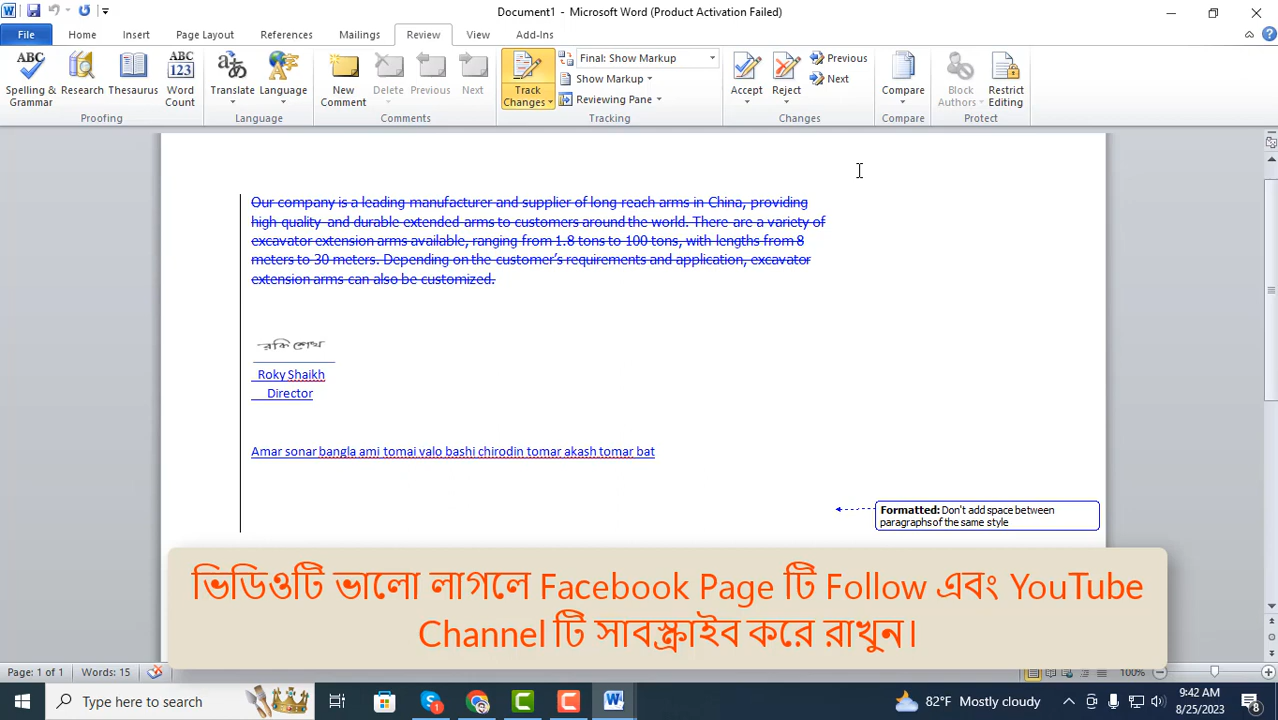 Document1 - Microsoft Word (Product Activation Failed)
File Home Insert Page Layout References Mailings Review View Add-Ins
ABC Spelling & Grammar
Research
Thesaurus
ABC 123 Word Count
Proofing
Translate
Language
Language
New Comment
Delete
Previous
Next
Comments
Track Changes
Final: Show Markup
Show Markup
Reviewing Pane
Tracking
Accept
Reject
Previous
Next
Changes
Compare
Compare
Block Authors
Restrict Editing
Protect
Our company is a leading manufacturer and supplier of long reach arms in China, providing
high-quality and durable extended arms to customers around the world. There are a variety of
excavator extension arms available, ranging from 1.8 tons to 100 tons, with lengths from 8
meters to 30 meters. Depending on the customer's requirements and application, excavator
extension arms can also be customized.
রকি শেখ
Roky Shaikh
Director
Amar sonar bangla ami tomai valo bashi chirodin tomar akash tomar bat
Formatted: Don't add space between
paragraphs of the same style
ভিডিওটি ভালো লাগলে Facebook Page টি Follow এবং YouTube
Channel টি সাবস্ক্রাইব করে রাখুন।
Page: 1 of 1 Words: 15 100%
Type here to search
82°F Mostly cloudy
9:42 AM
8/25/2023
8